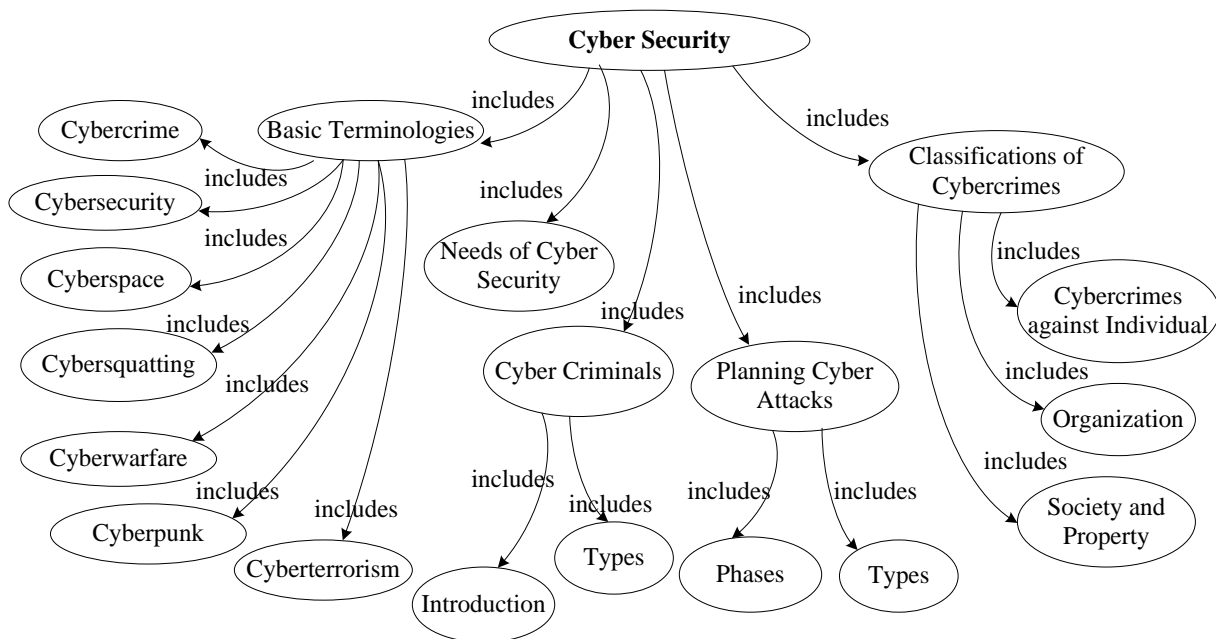 Cyber Security
includes
includes
Basic Terminologies
Cybercrime
Classifications of
Cybercrimes
includes
Cybersecurity
includes
includes
Needs of Cyber
Security
includes
Cyberspace
includes
includes
Cybercrimes
against Individual
includes
Cybersquatting
Cyber Criminals
Planning Cyber
Attacks
includes
includes
Organization
Cyberwarfare
includes
includes
includes
includes
includes
includes
Society and
Property
Cyberpunk
Cyberterrorism
Types
Phases
Types
Introduction